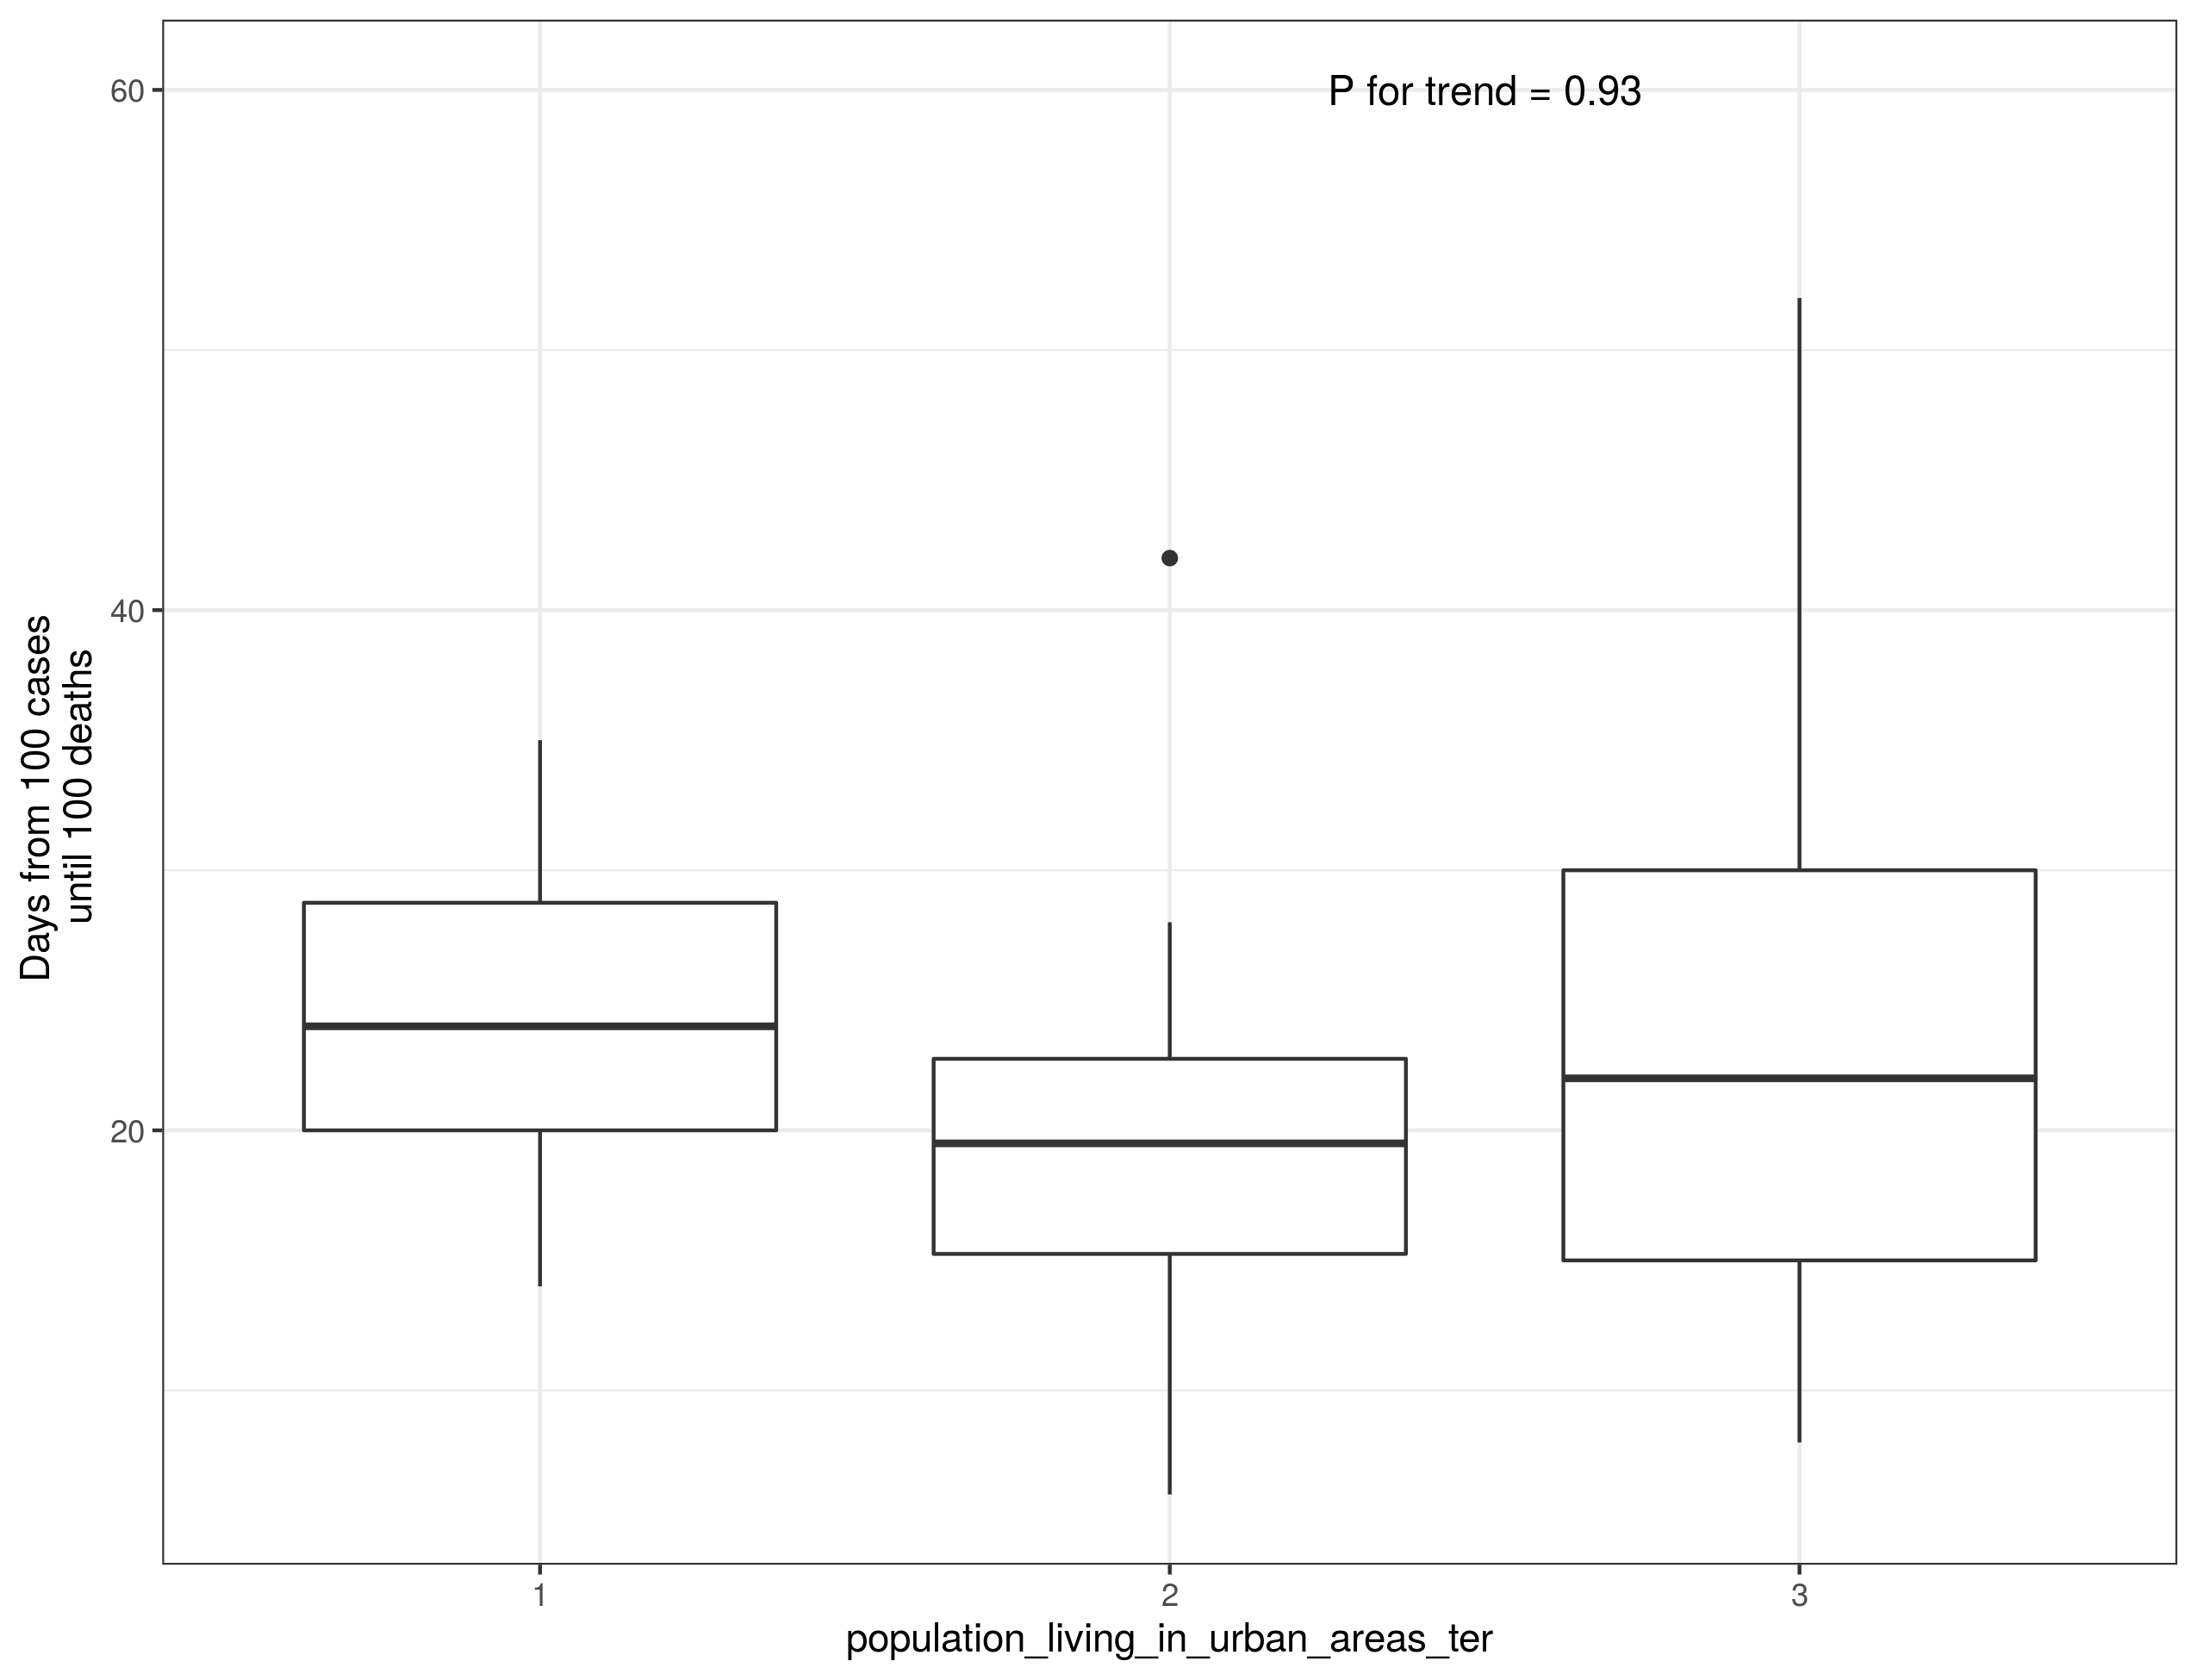 P for trend = 0.93
60
40
20
Days from 100 cases
until 100 deaths
1
2
3
population_living_in_urban_areas_ter